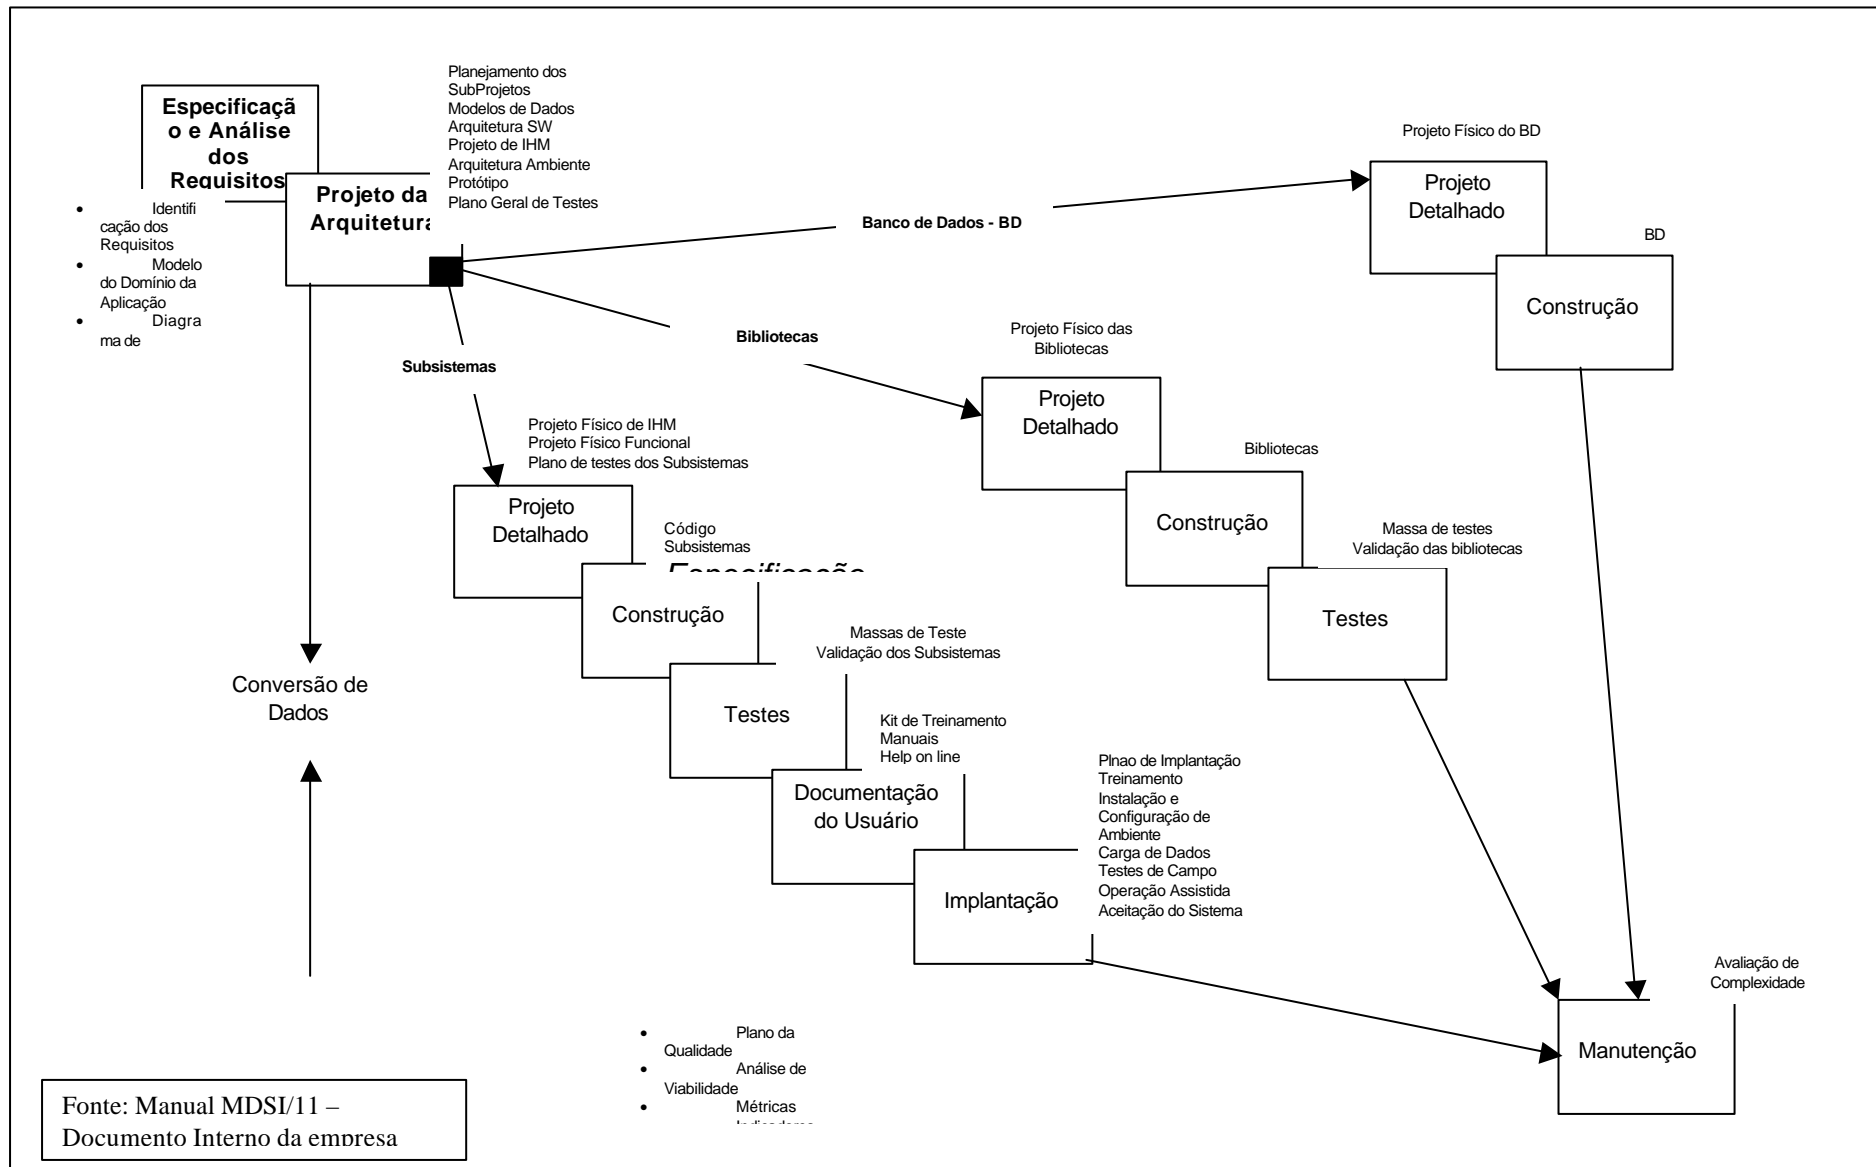 Especificaçã
o e Análise
dos
Requisitos
Planejamento dos
SubProjetos
Modelos de Dados
Arquitetura SW
Projeto de IHM
Arquitetura Ambiente
Protótipo
Plano Geral de Testes
Projeto da
Arquitetura
• Identifi
cação dos
Requisitos
• Modelo
do Domínio da
Aplicação
• Diagra
ma de
Banco de Dados - BD
Projeto Físico do BD
Projeto
Detalhado
BD
Construção
Bibliotecas
Projeto Físico das
Bibliotecas
Projeto
Detalhado
Bibliotecas
Construção
Massa de testes
Validação das bibliotecas
Testes
Subsistemas
Projeto Físico de IHM
Projeto Físico Funcional
Plano de testes dos Subsistemas
Projeto
Detalhado
Código
Subsistemas
Especificação
Construção
Massas de Teste
Validação dos Subsistemas
Testes
Kit de Treinamento
Manuais
Help on line
Documentação
do Usuário
Plnao de Implantação
Treinamento
Instalação e
Configuração de
Ambiente
Carga de Dados
Testes de Campo
Operação Assistida
Aceitação do Sistema
Implantação
Conversão de
Dados
Avaliação de
Complexidade
Manutenção
• Plano da
Qualidade
• Análise de
Viabilidade
• Métricas
Indicadores
Fonte: Manual MDSI/11 –
Documento Interno da empresa